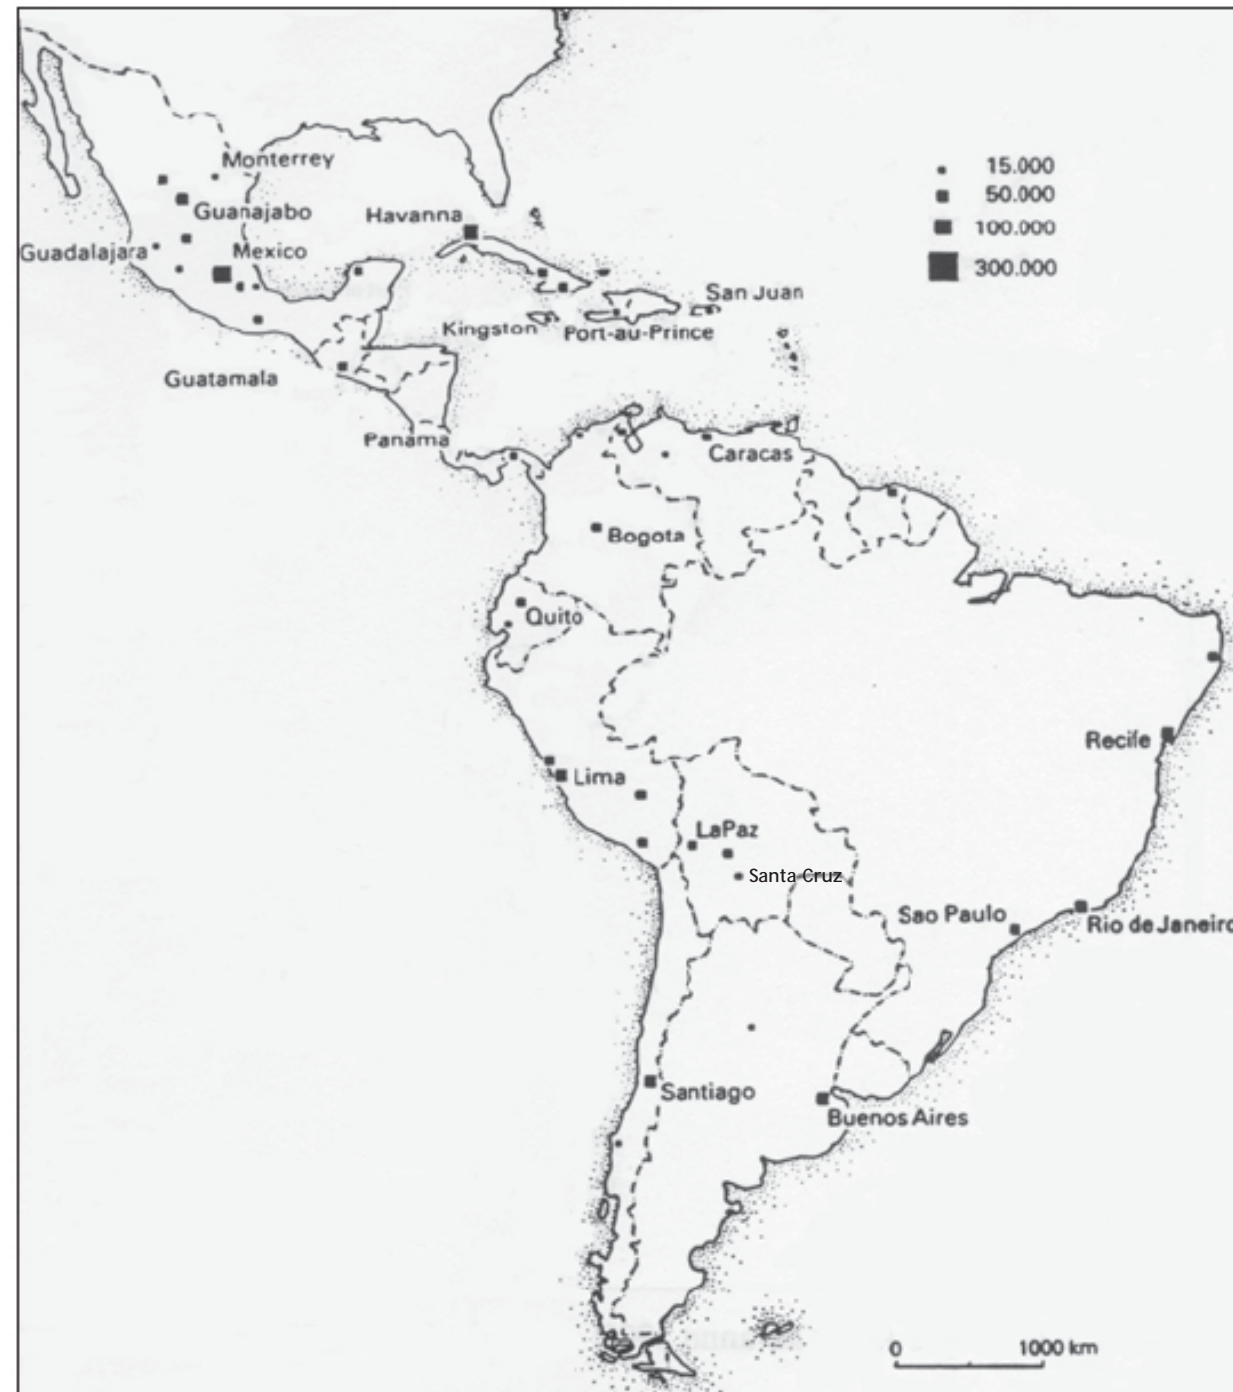 Monterrey
15.000
50.000
Guanajabo
Havanna
100.000
Guadalajara
Mexico
300.000
San Juan
Kingston
Port-au-Prince
Guatamala
Panama
Caracas
Bogota
Quito
Recife
Lima
LaPaz
Santa Cruz
Sao Paulo
Rio de Janeiro
Santiago
Buenos Aires
0 1000 km